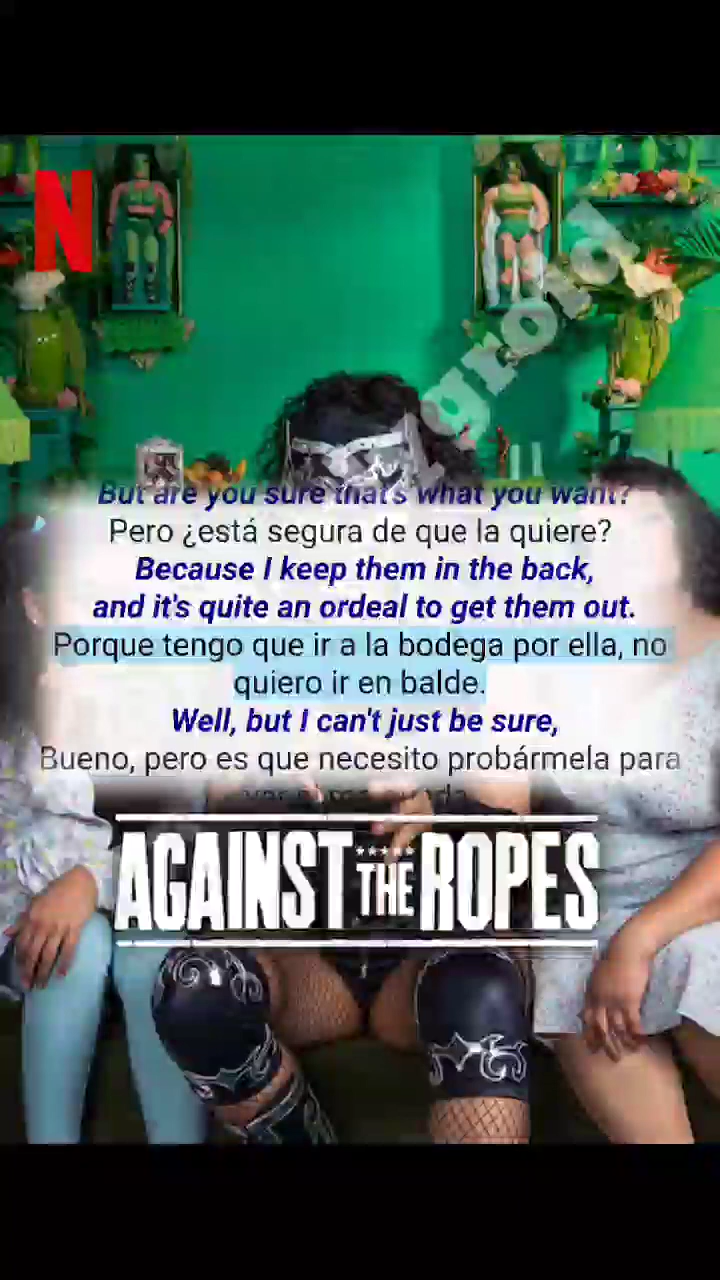 N
But are you sure that's what you want?
Pero ¿está segura de que la quiere?
Because I keep them in the back,
and it's quite an ordeal to get them out.
Porque tengo que ir a la bodega por ella, no
quiero ir en balde.
Well, but I can't just be sure,
Bueno, pero es que necesito probármela para
AGAINST THE ROPES